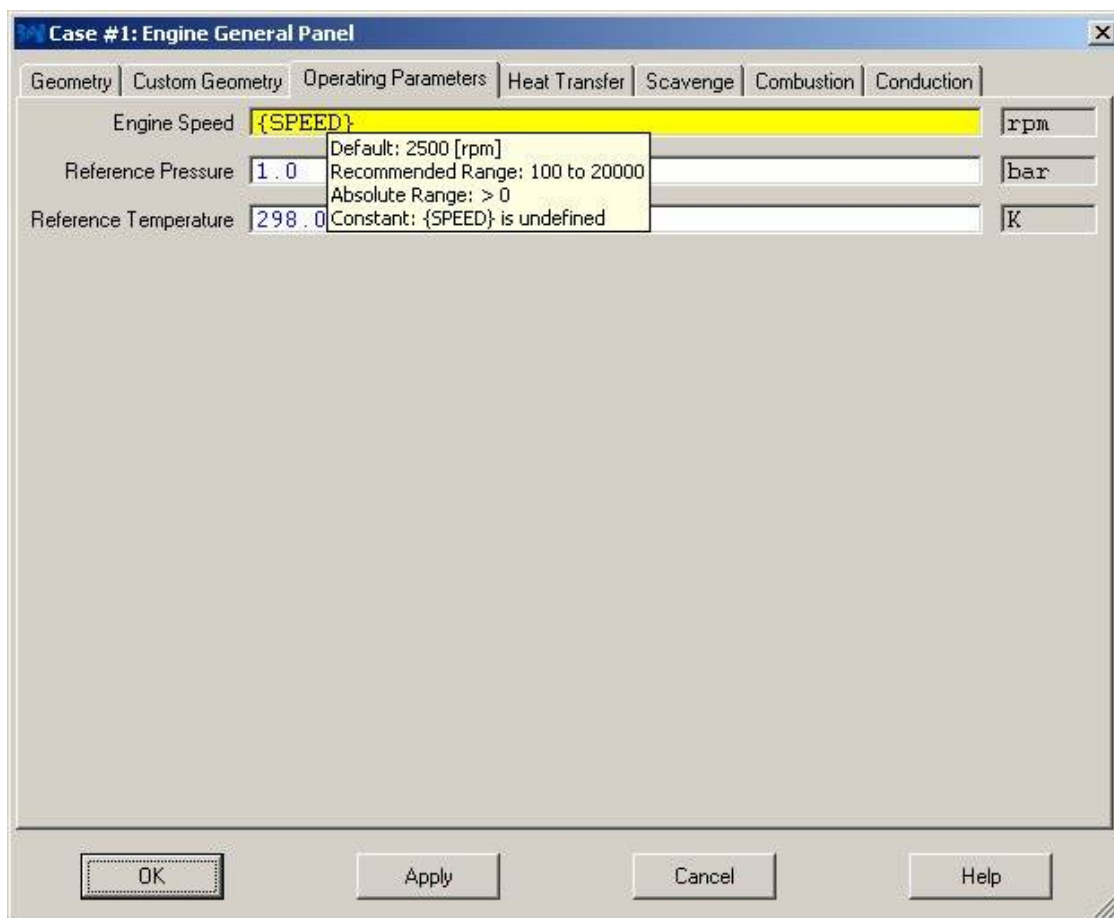 Case #1: Engine General Panel
Geometry Custom Geometry Operating Parameters Heat Transfer Scavenge Combustion Conduction
Engine Speed {SPEED} rpm
Default: 2500 [rpm]
Reference Pressure 1.0 Recommended Range: 100 to 20000 bar
Absolute Range: > 0
Reference Temperature 298.0 Constant: {SPEED} is undefined K
OK Apply Cancel Help